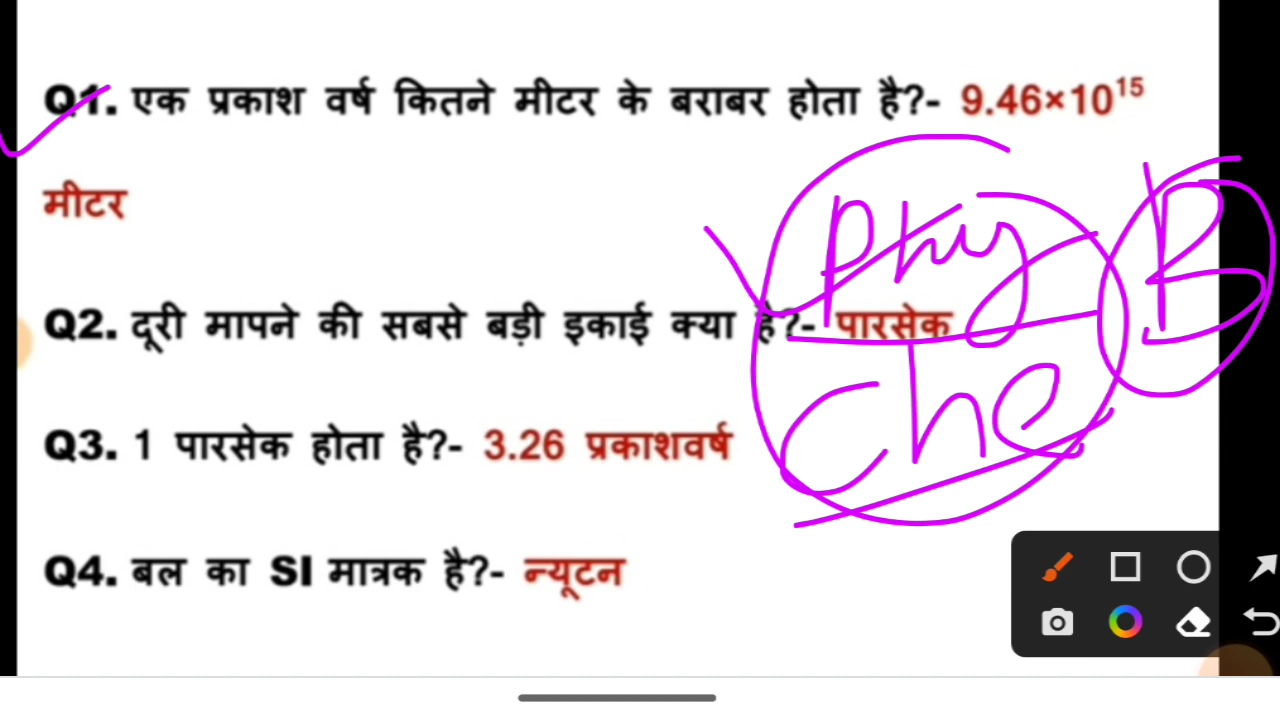 Q1. एक प्रकाश वर्ष कितने मीटर के बराबर होता है?- 9.46×10¹⁵
मीटर
Phy
B
Q2. दूरी मापने की सबसे बड़ी इकाई क्या है?- पारसेक
Che
Q3. 1 पारसेक होता है?- 3.26 प्रकाशवर्ष
Q4. बल का SI मात्रक है?- न्यूटन